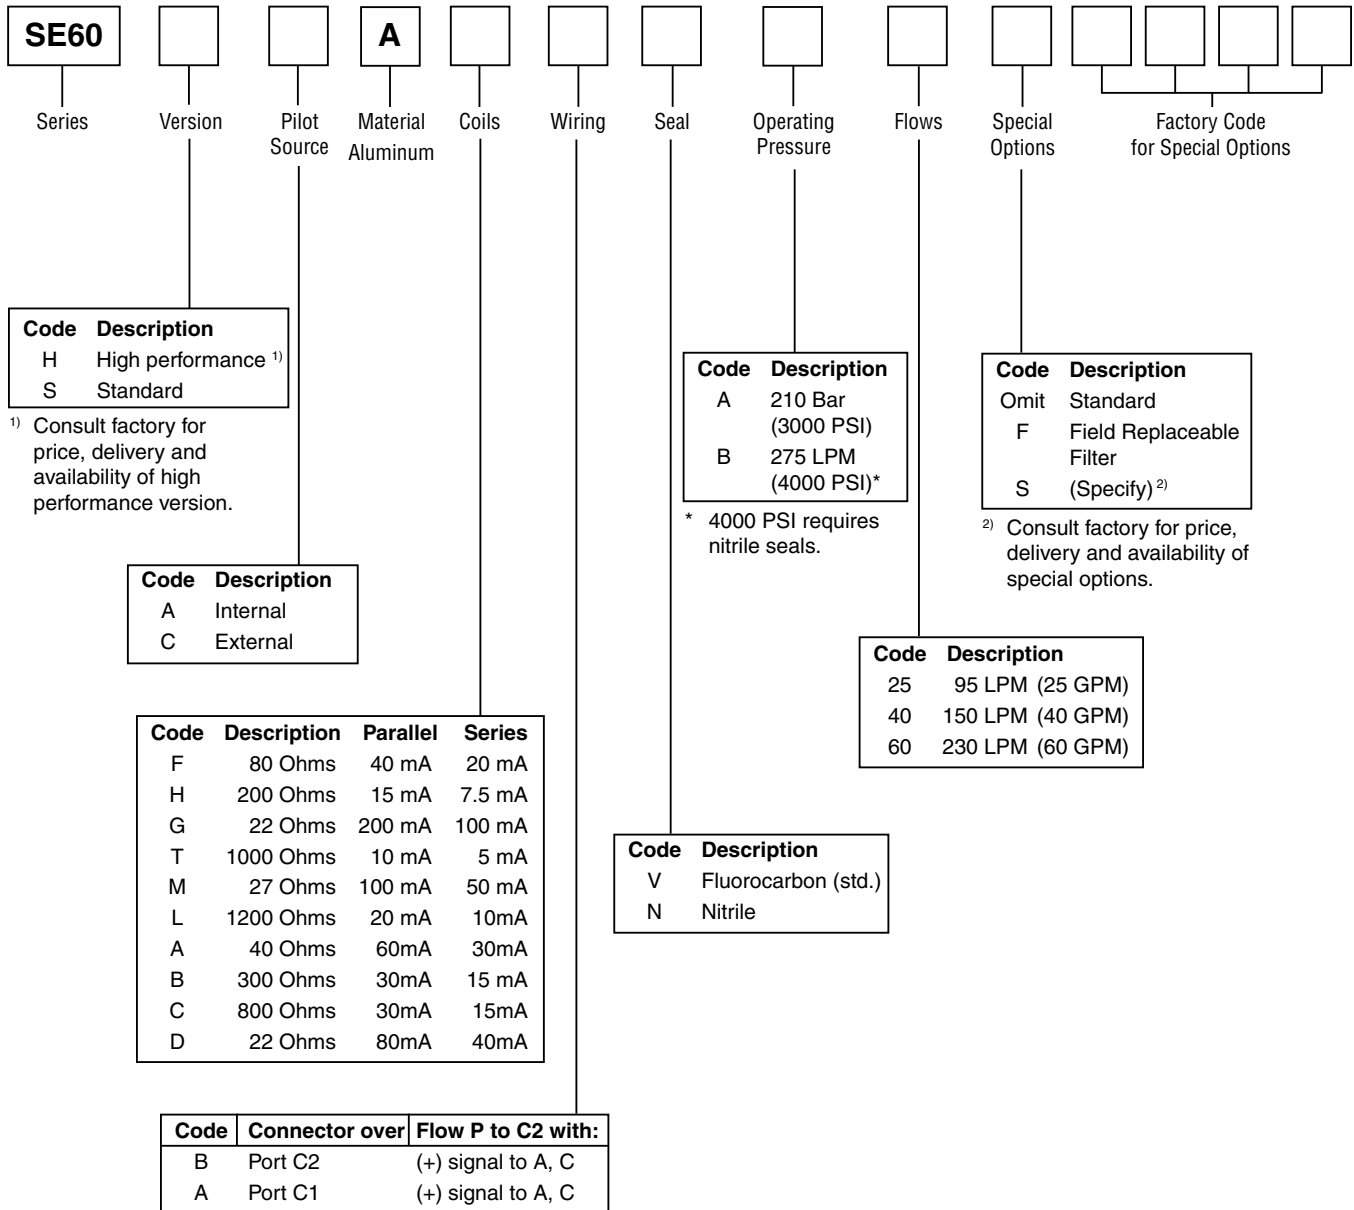 SE60 A
Series Version Pilot Source Material Aluminum Coils Wiring Seal Operating Pressure Flows Special Options Factory Code for Special Options
Code Description
H High performance 1)
S Standard
1) Consult factory for
price, delivery and
availability of high
performance version.
Code Description
A Internal
C External
Code Description Parallel Series
F 80 Ohms 40 mA 20 mA
H 200 Ohms 15 mA 7.5 mA
G 22 Ohms 200 mA 100 mA
T 1000 Ohms 10 mA 5 mA
M 27 Ohms 100 mA 50 mA
L 1200 Ohms 20 mA 10mA
A 40 Ohms 60mA 30mA
B 300 Ohms 30mA 15 mA
C 800 Ohms 30mA 15mA
D 22 Ohms 80mA 40mA
Code Connector over Flow P to C2 with:
B Port C2 (+) signal to A, C
A Port C1 (+) signal to A, C
Code Description
V Fluorocarbon (std.)
N Nitrile
Code Description
A 210 Bar
(3000 PSI)
B 275 LPM
(4000 PSI)*
* 4000 PSI requires
nitrile seals.
Code Description
25 95 LPM (25 GPM)
40 150 LPM (40 GPM)
60 230 LPM (60 GPM)
Code Description
Omit Standard
F Field Replaceable
Filter
S (Specify) 2)
2) Consult factory for price,
delivery and availability of
special options.